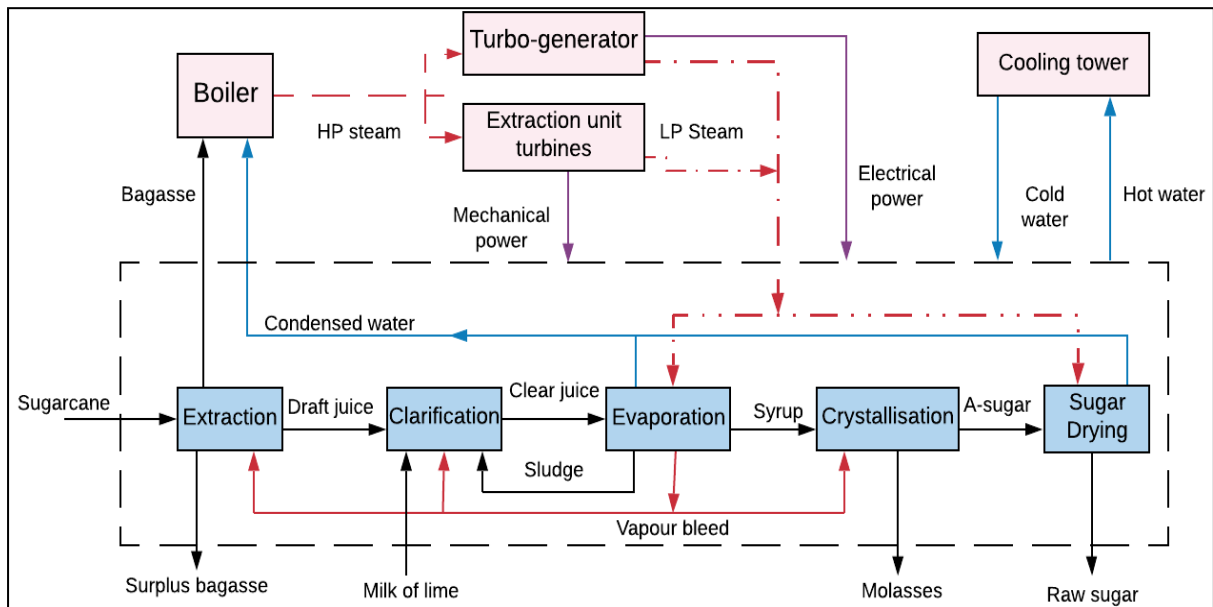 Turbo-generator
Cooling tower
Boiler
HP steam
Extraction unit
turbines
LP Steam
Bagasse
Mechanical
power
Electrical
power
Cold
water
Hot water
Condensed water
Sugarcane
Extraction
Draft juice
Clarification
Clear juice
Evaporation
Syrup
Crystallisation
A-sugar
Sugar
Drying
Sludge
Vapour bleed
Surplus bagasse
Milk of lime
Molasses
Raw sugar